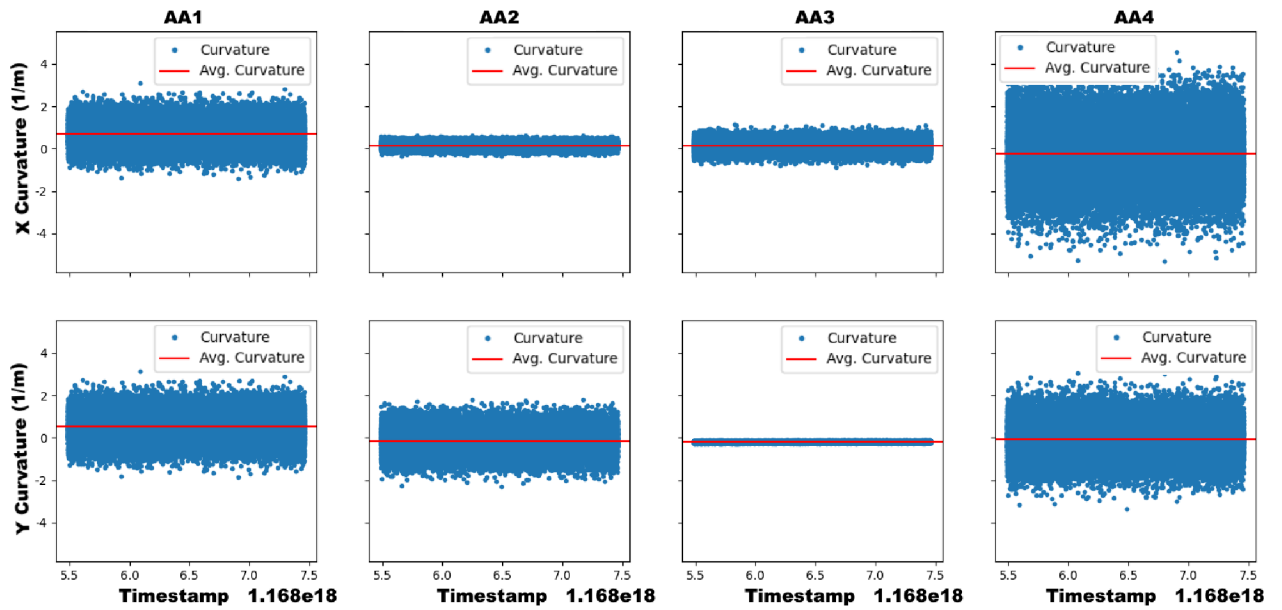 AA1 AA2 AA3 AA4
X Curvature (1/m)
4
2
0
-2
-4
Curvature
Avg. Curvature
Curvature
Avg. Curvature
Curvature
Avg. Curvature
Curvature
Avg. Curvature
Y Curvature (1/m)
4
2
0
-2
-4
Curvature
Avg. Curvature
Curvature
Avg. Curvature
Curvature
Avg. Curvature
Curvature
Avg. Curvature
5.5 6.0 6.5 7.0 7.5
Timestamp 1.168e18
5.5 6.0 6.5 7.0 7.5
Timestamp 1.168e18
5.5 6.0 6.5 7.0 7.5
Timestamp 1.168e18
5.5 6.0 6.5 7.0 7.5
Timestamp 1.168e18